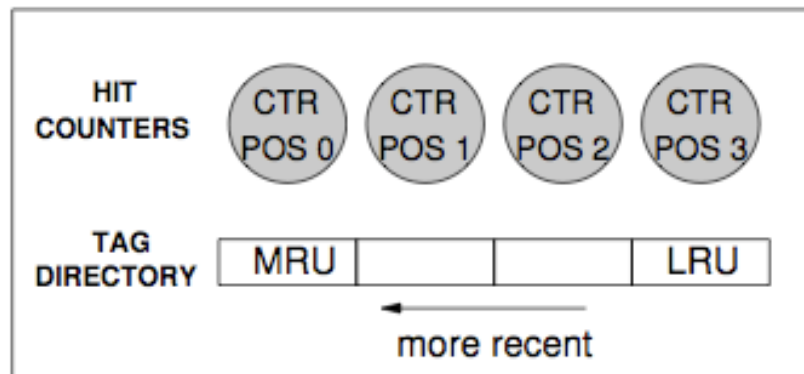 HIT
COUNTERS
CTR
POS 0
CTR
POS 1
CTR
POS 2
CTR
POS 3
TAG
DIRECTORY
MRU
LRU
more recent